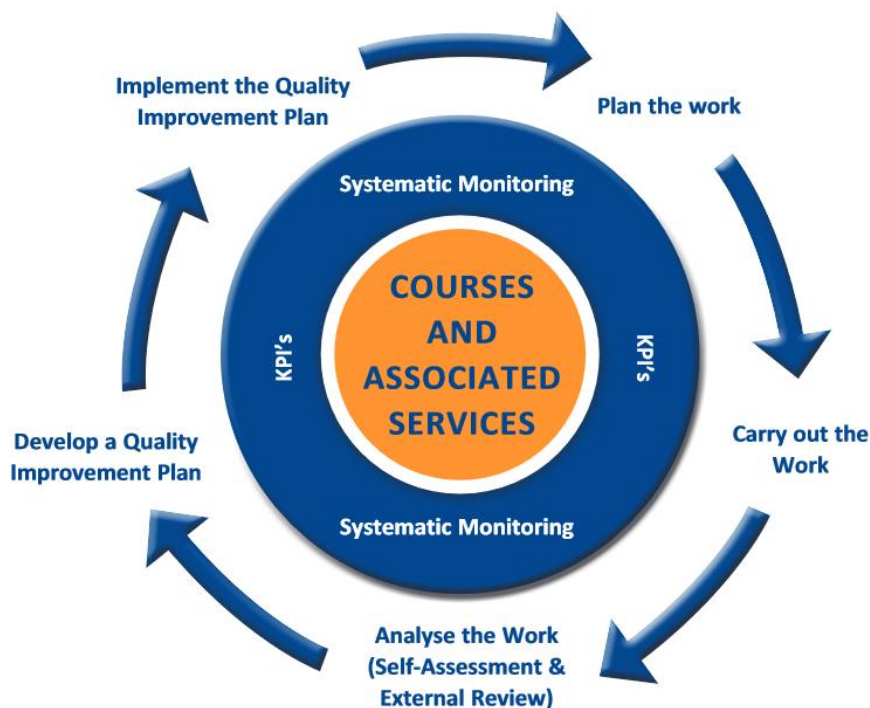 Implement the Quality
Improvement Plan
Plan the work
Systematic Monitoring
COURSES
AND
ASSOCIATED
SERVICES
KPI's
KPI's
Carry out the
Work
Develop a Quality
Improvement Plan
Systematic Monitoring
Analyse the Work
(Self-Assessment &
External Review)